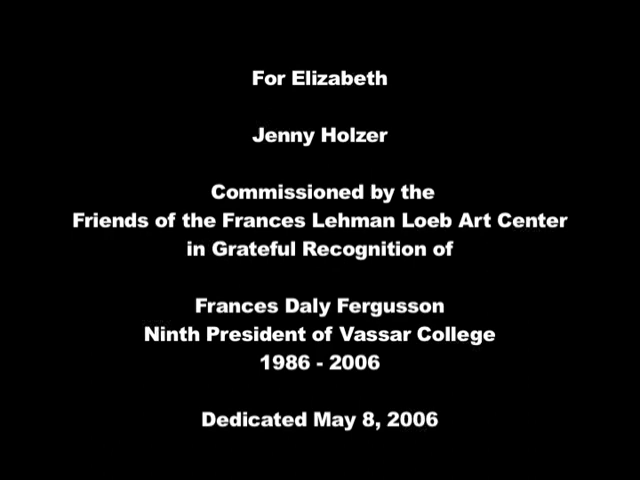 For Elizabeth
Jenny Holzer
Commissioned by the
Friends of the Frances Lehman Loeb Art Center
in Grateful Recognition of
Frances Daly Fergusson
Ninth President of Vassar College
1986 - 2006
Dedicated May 8, 2006